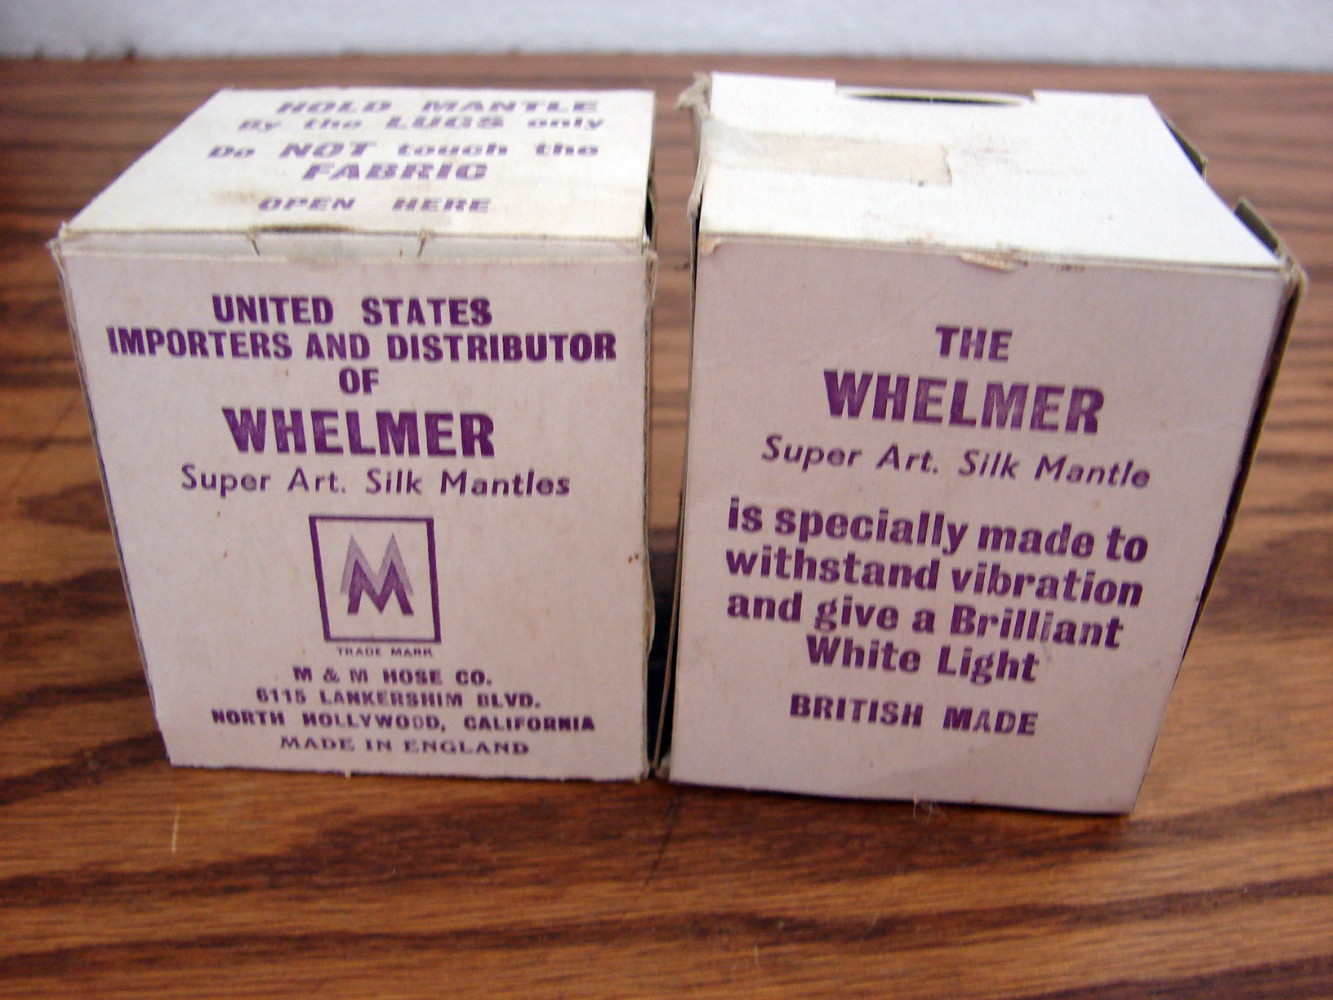 HOLD MANTLE
By the LUGS only
Do NOT touch the
FABRIC
OPEN HERE
UNITED STATES
IMPORTERS AND DISTRIBUTOR
OF
WHELMER
Super Art. Silk Mantles
M
TRADE MARK
M & M HOSE CO.
6115 LANKERSHIM BLVD.
NORTH HOLLYWOOD, CALIFORNIA
MADE IN ENGLAND
THE
WHELMER
Super Art. Silk Mantle
is specially made to
withstand vibration
and give a Brilliant
White Light
BRITISH MADE